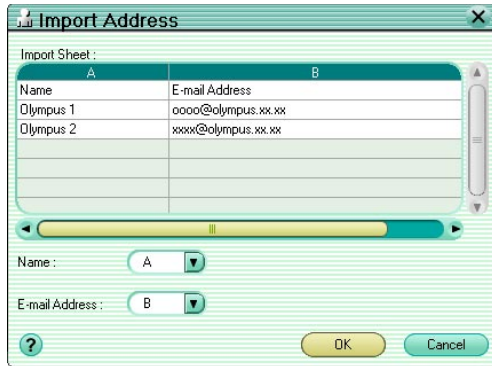 Import Address
Import Sheet :
A B
Name E-mail Address
Olympus 1 oooo@olympus.xx.xx
Olympus 2 xxxx@olympus.xx.xx
Name : A
E-mail Address : B
? OK Cancel